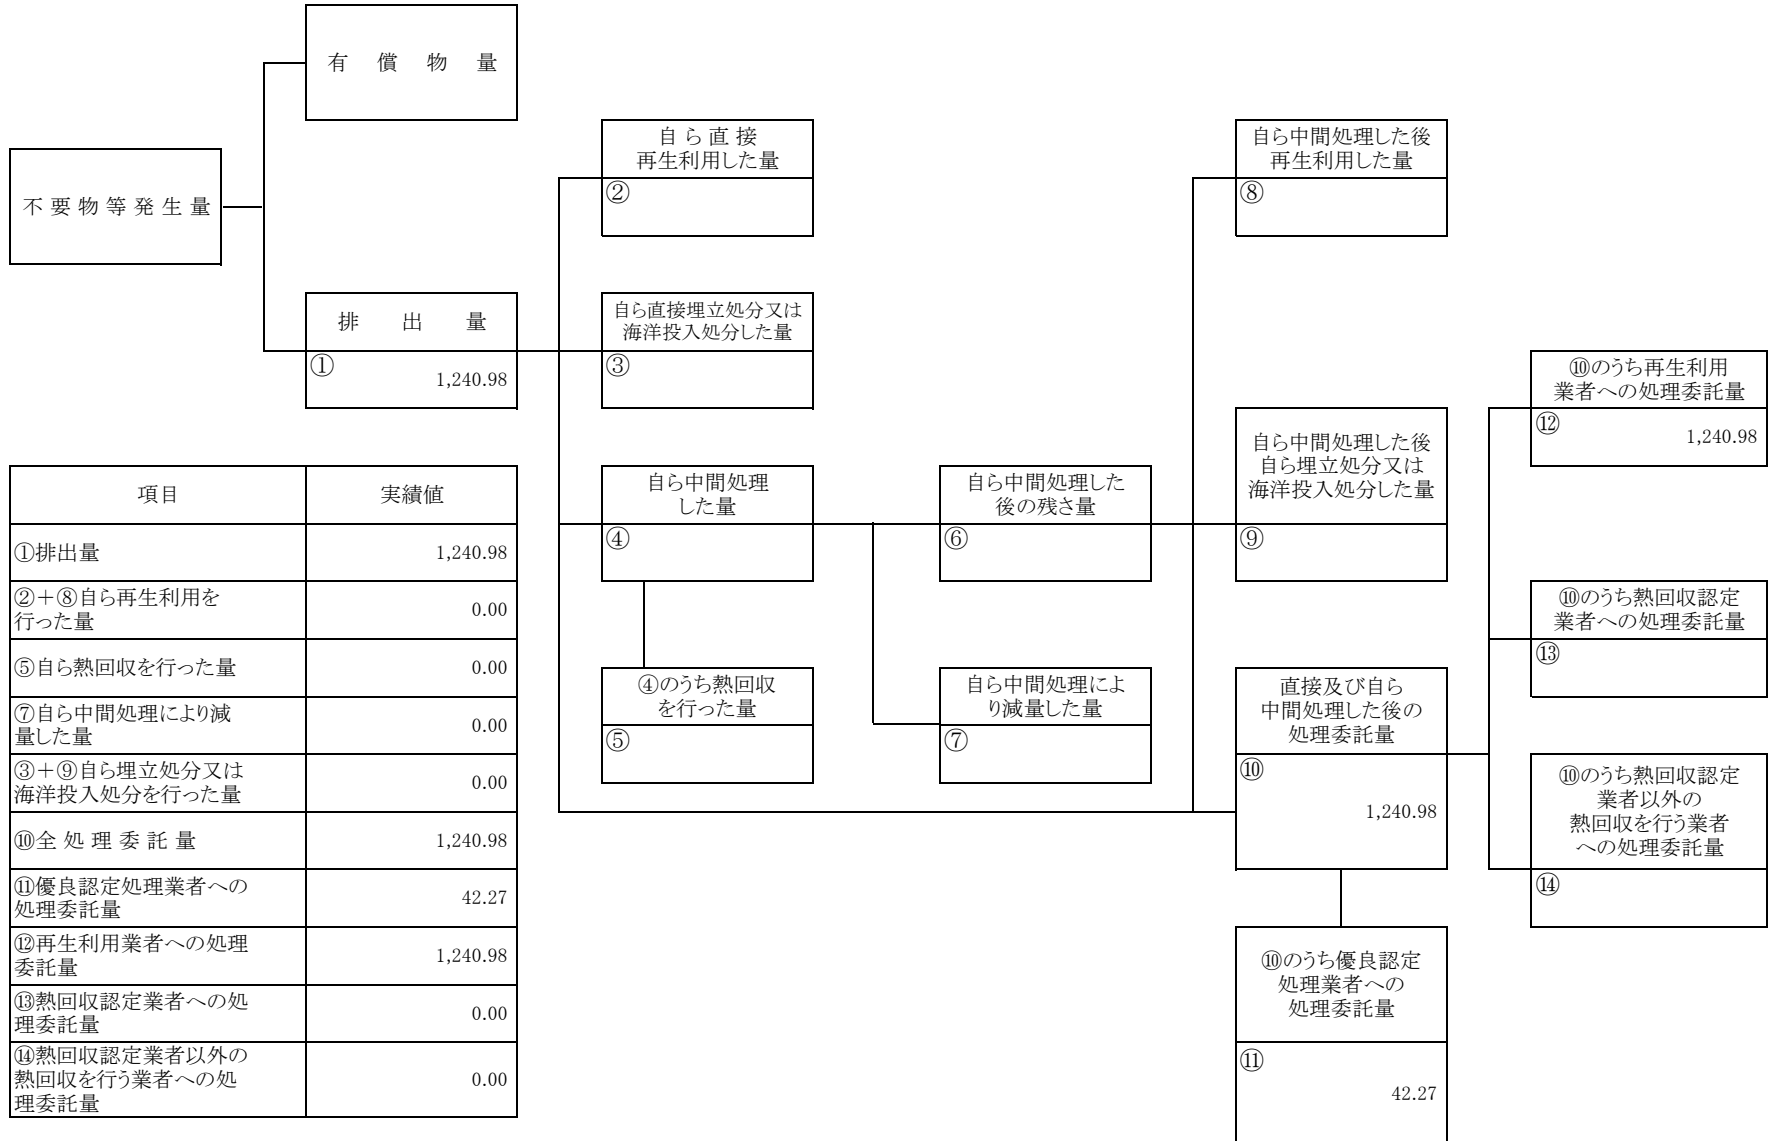 有償物量
不要物等発生量
排出量
①
1,240.98
自ら直接
再生利用した量
②
自ら直接埋立処分又は
海洋投入処分した量
③
自ら中間処理
した量
④
④のうち熱回収
を行った量
⑤
自ら中間処理した
後の残さ量
⑥
自ら中間処理によ
り減量した量
⑦
自ら中間処理した後
再生利用した量
⑧
自ら中間処理した後
自ら埋立処分又は
海洋投入処分した量
⑨
直接及び自ら
中間処理した後の
処理委託量
⑩
1,240.98
⑩のうち優良認定
処理業者への
処理委託量
⑪
42.27
⑩のうち再生利用
業者への処理委託量
⑫
1,240.98
⑩のうち熱回収認定
業者への処理委託量
⑬
⑩のうち熱回収認定
業者以外の
熱回収を行う業者
への処理委託量
⑭
項目 実績値
①排出量 1,240.98
②＋⑧自ら再生利用を
行った量 0.00
⑤自ら熱回収を行った量 0.00
⑦自ら中間処理により減
量した量 0.00
③＋⑨自ら埋立処分又は
海洋投入処分を行った量 0.00
⑩全処理委託量 1,240.98
⑪優良認定処理業者への
処理委託量 42.27
⑫再生利用業者への処理
委託量 1,240.98
⑬熱回収認定業者への処
理委託量 0.00
⑭熱回収認定業者以外の
熱回収を行う業者への処
理委託量 0.00